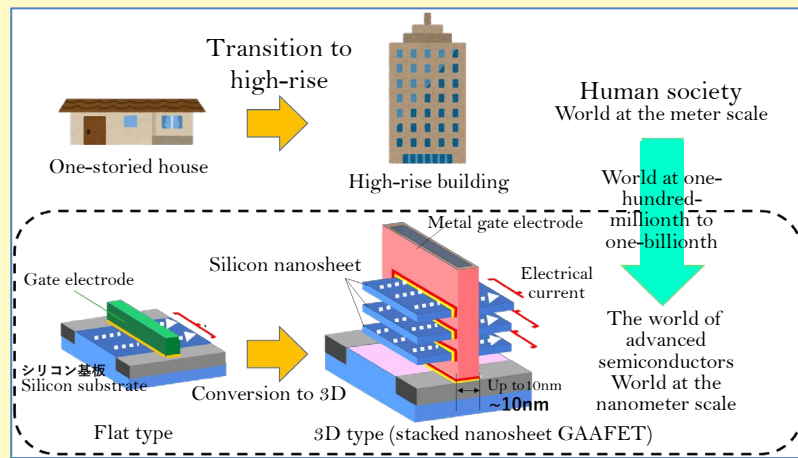 Transition to
high-rise
One-storied house
High-rise building
Human society
World at the meter scale
World at one-
hundred-
millionth to
one-billionth
Metal gate electrode
Silicon nanosheet
Gate electrode
Electrical
current
シリコン基板
Silicon substrate
Conversion to 3D
Up to10nm
~10nm
The world of
advanced
semiconductors
World at the
nanometer scale
Flat type
3D type (stacked nanosheet GAAFET)